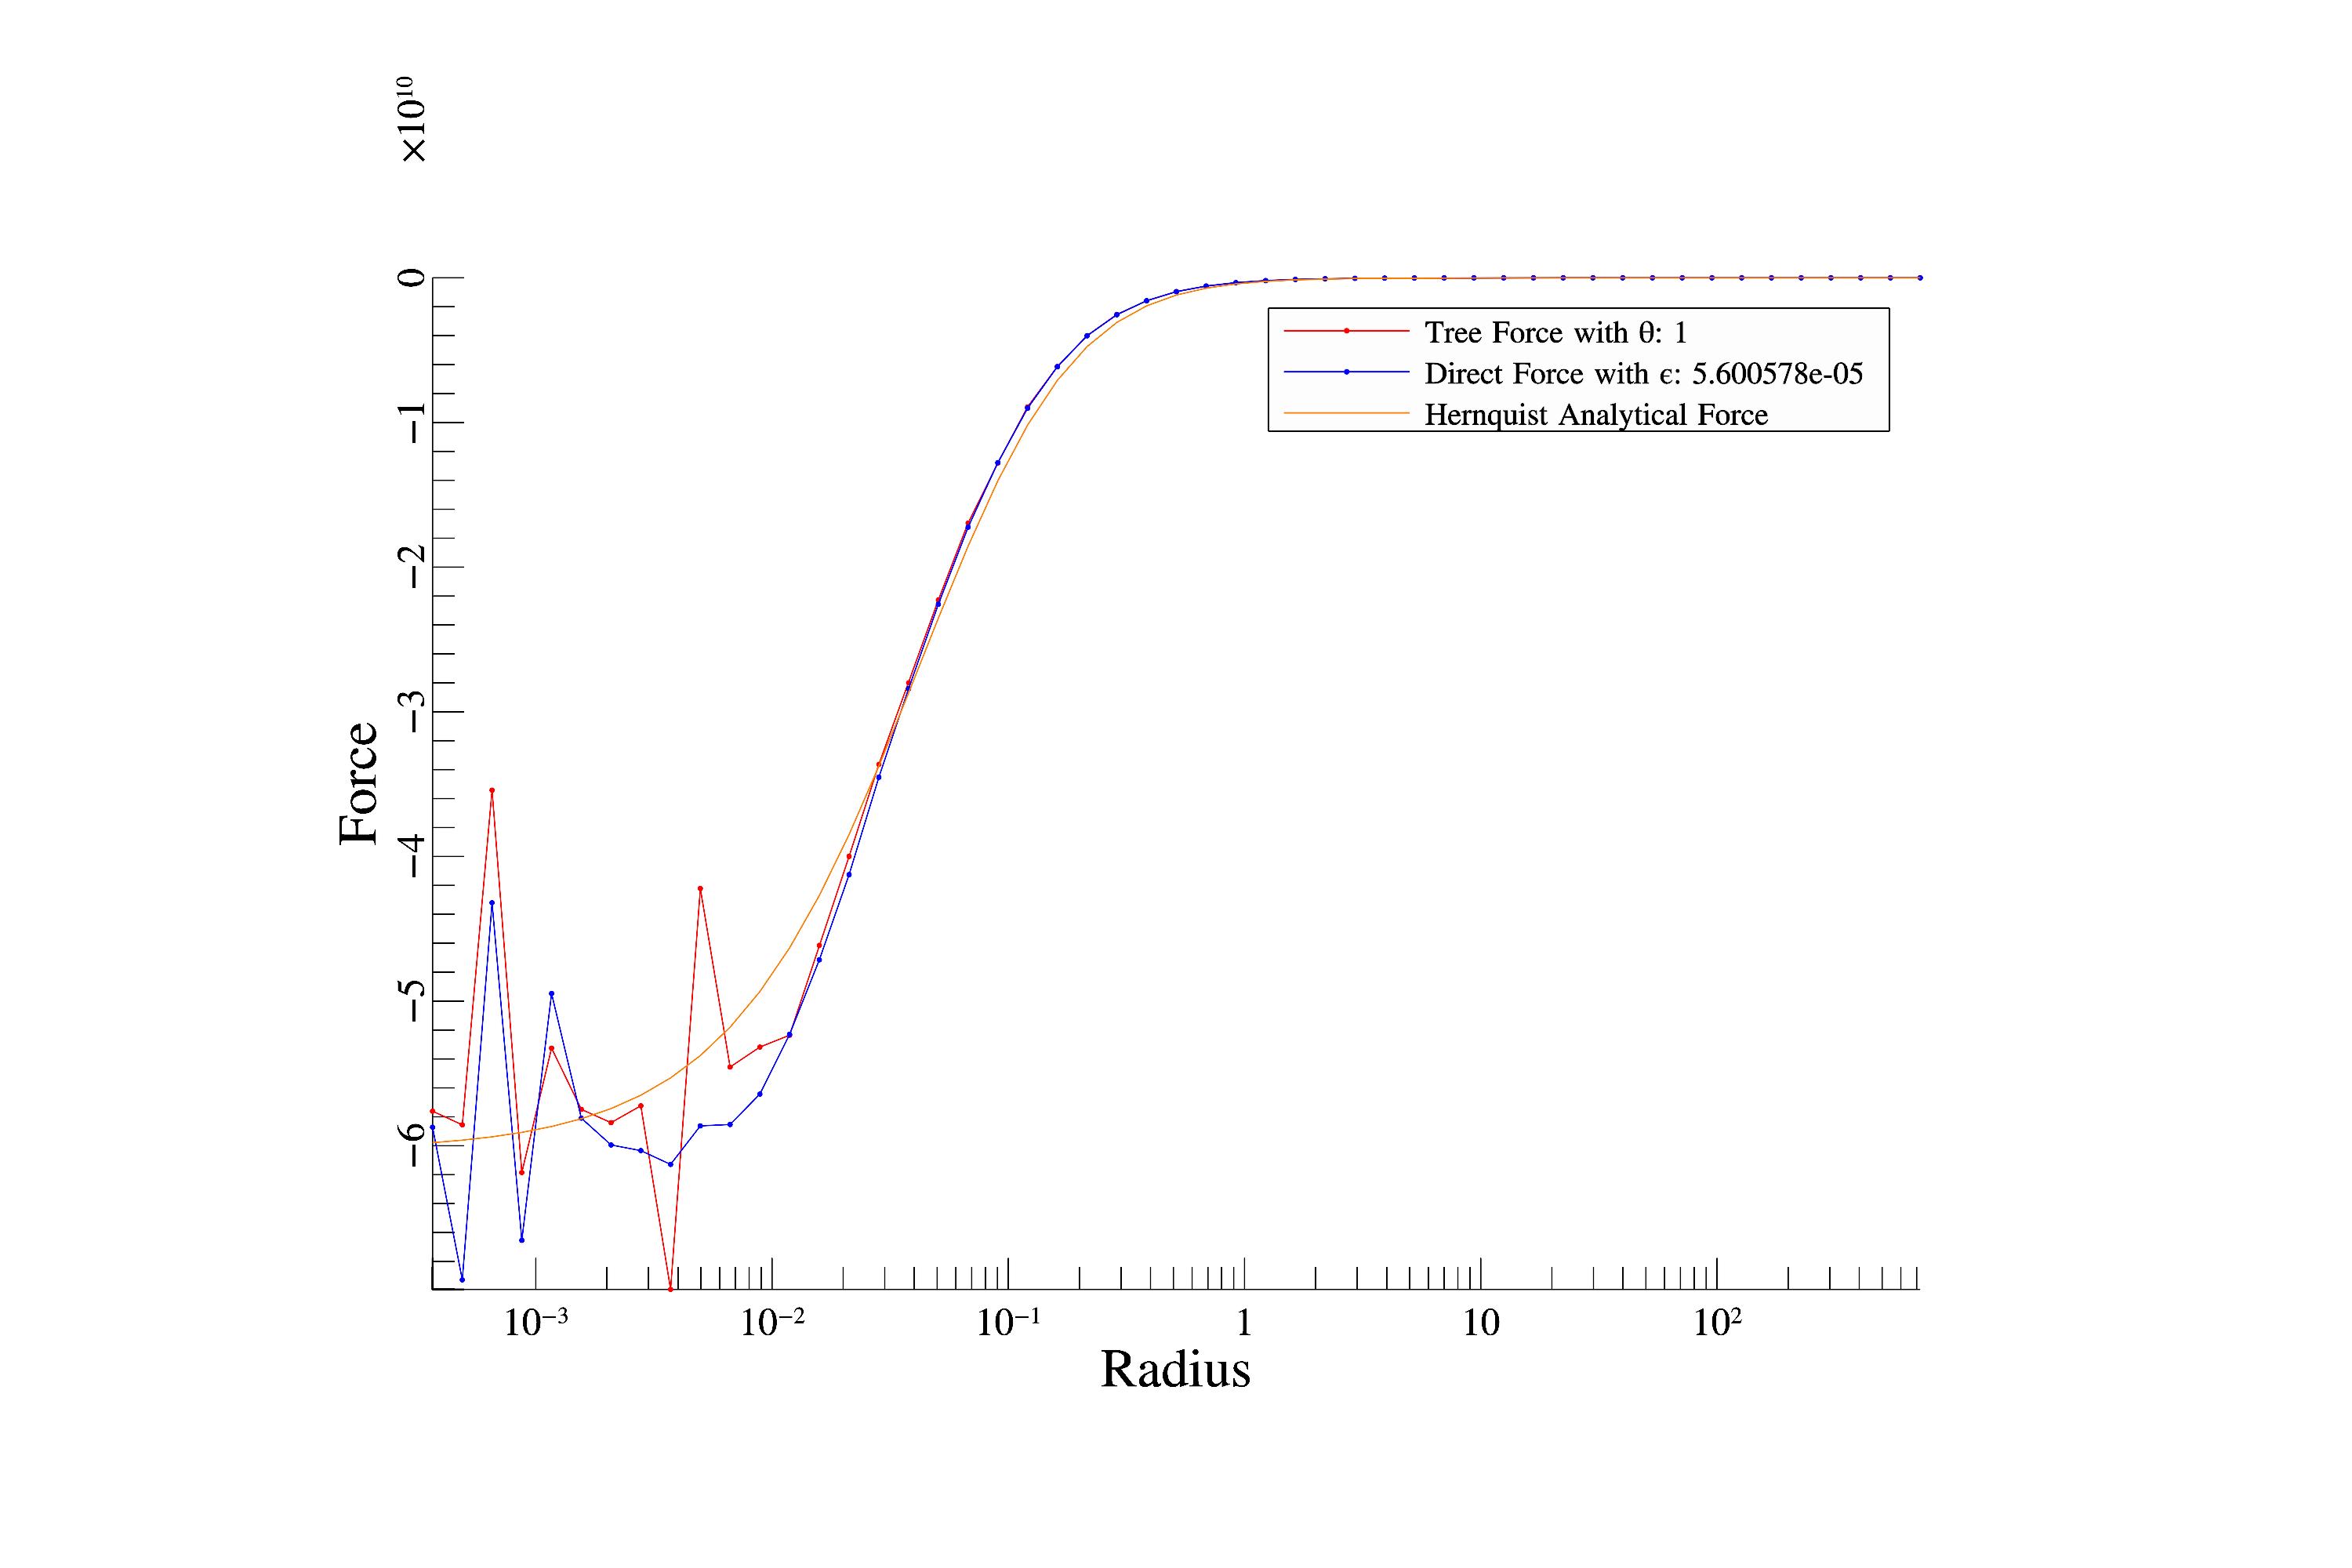 ×10¹⁰
0
−1
−2
−3
−4
−5
−6
Force
Tree Force with θ: 1
Direct Force with ϵ: 5.600578e-05
Hernquist Analytical Force
10⁻³ 10⁻² 10⁻¹ 1 10 10²
Radius